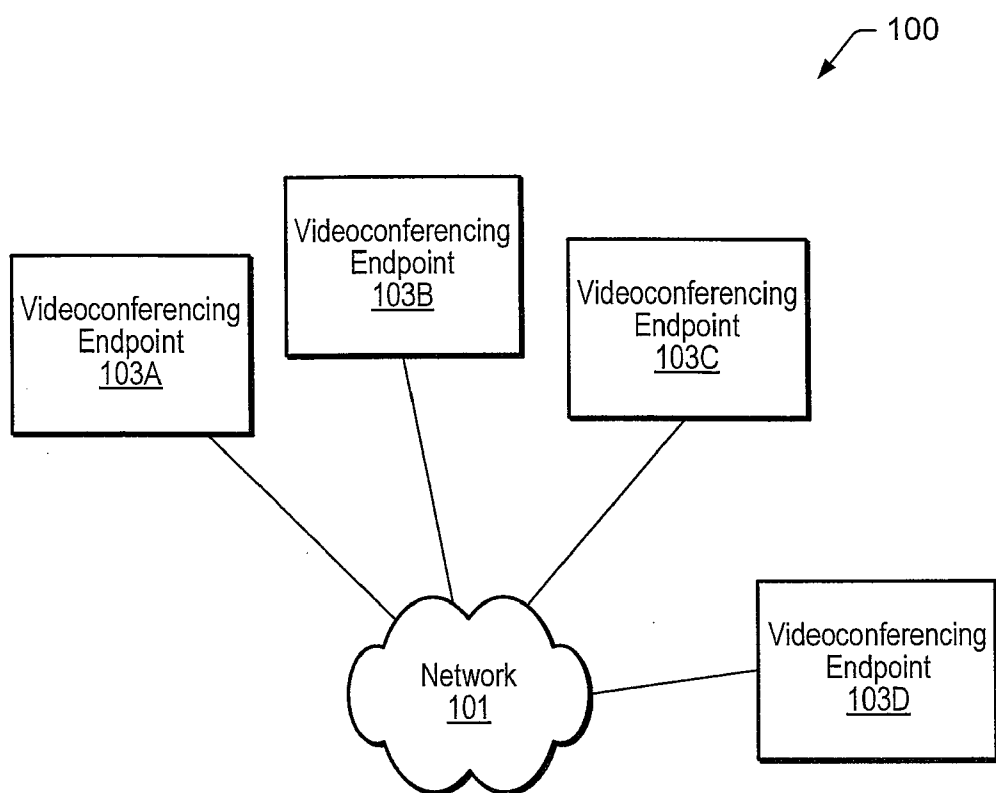 100
Videoconferencing
Endpoint
103A
Videoconferencing
Endpoint
103B
Videoconferencing
Endpoint
103C
Videoconferencing
Endpoint
103D
Network
101